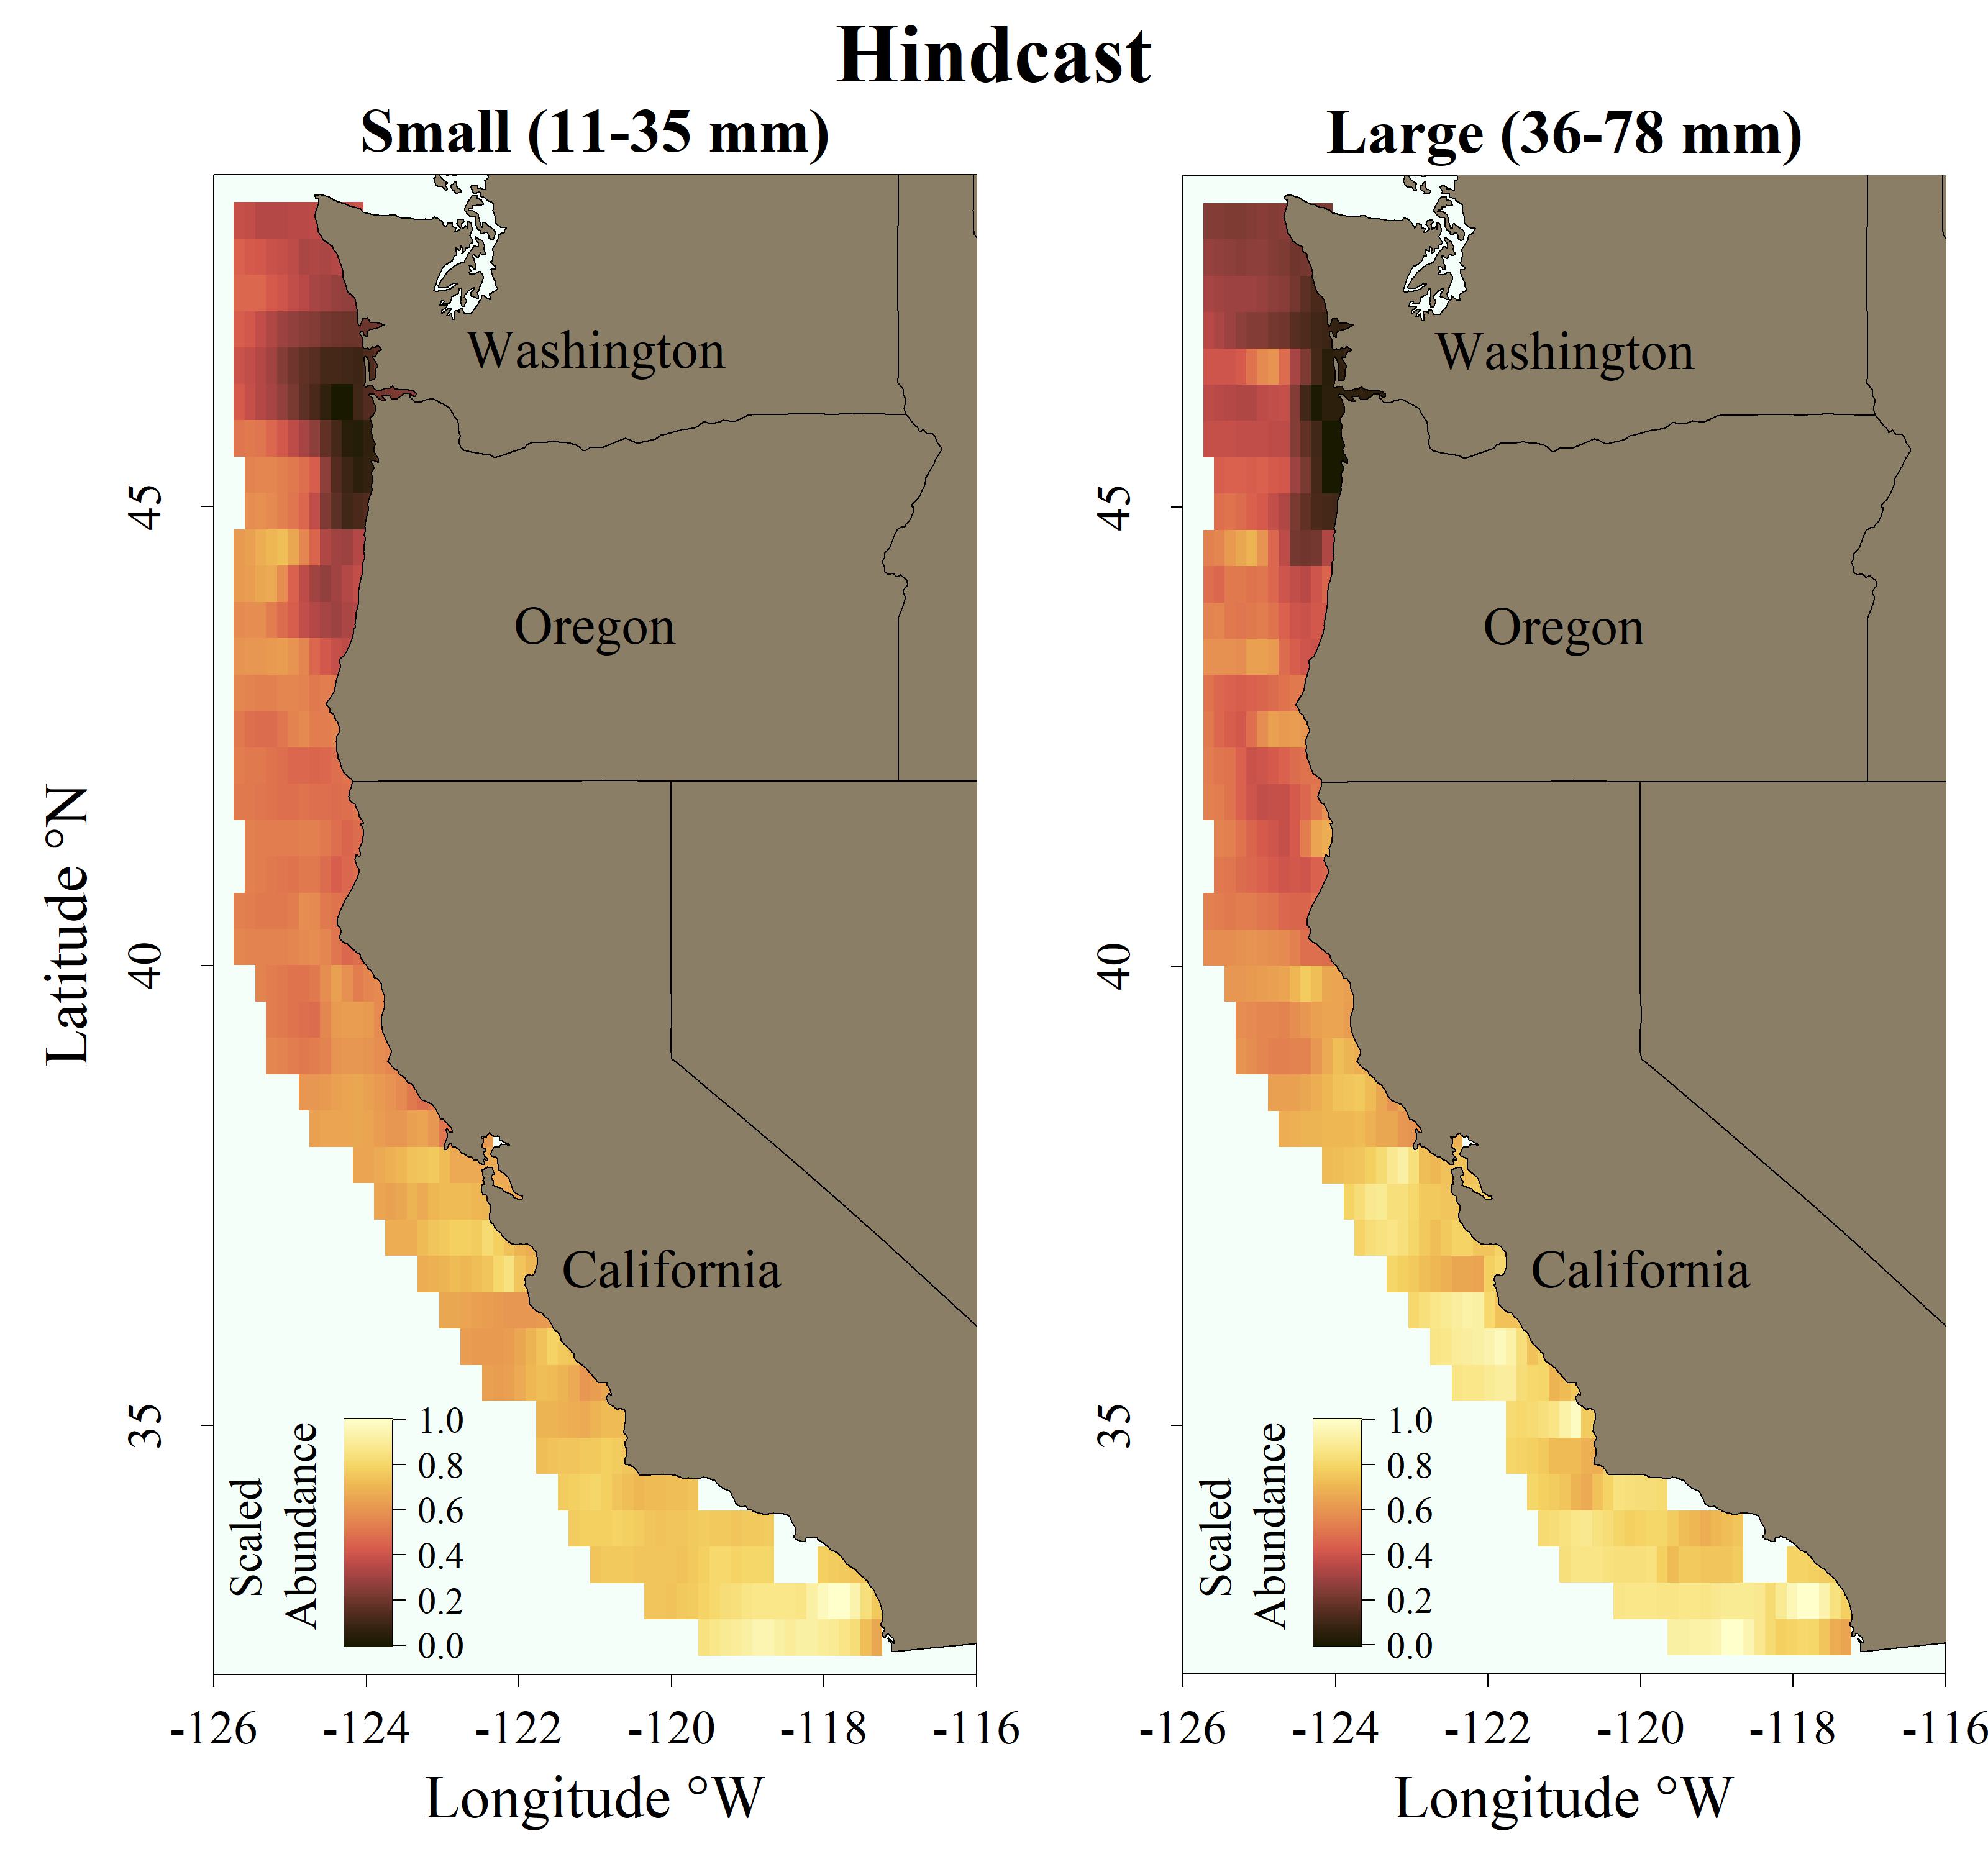 Hindcast
Small (11-35 mm)
Large (36-78 mm)
Washington
Oregon
California
Latitude °N
45
40
35
Scaled
Abundance
1.0
0.8
0.6
0.4
0.2
0.0
-126
-124
-122
-120
-118
-116
Longitude °W
Washington
Oregon
California
45
40
35
Scaled
Abundance
1.0
0.8
0.6
0.4
0.2
0.0
-126
-124
-122
-120
-118
-116
Longitude °W